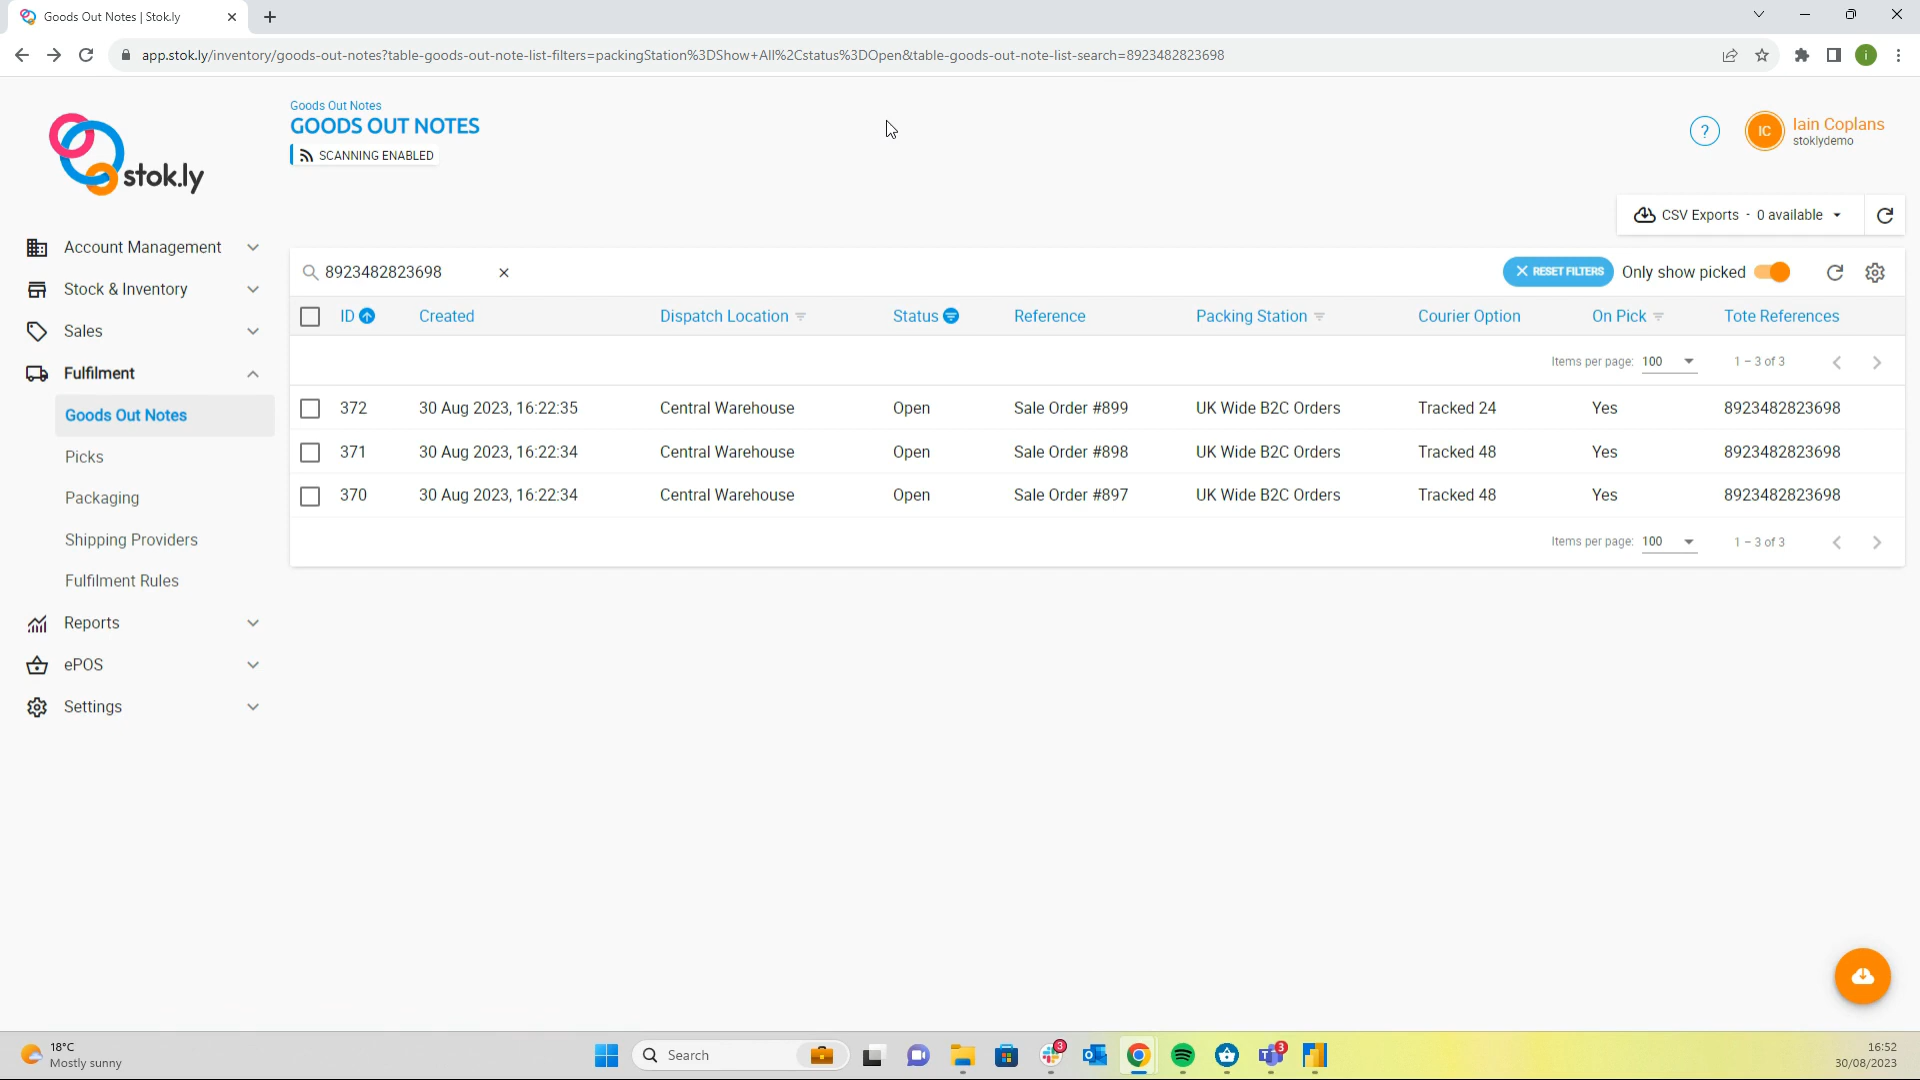 Goods Out Notes | Stok.ly
app.stok.ly/inventory/goods-out-notes?table-goods-out-note-list-filters=packingStation%3DShow+All%2Cstatus%3DOpen&table-goods-out-note-list-search=8923482823698
i
stok.ly
Goods Out Notes
GOODS OUT NOTES
SCANNING ENABLED
?
IC
Iain Coplans
stoklydemo
CSV Exports - 0 available
Account Management
Stock & Inventory
Sales
Fulfilment
Goods Out Notes
Picks
Packaging
Shipping Providers
Fulfilment Rules
Reports
ePOS
Settings
8923482823698
RESET FILTERS
Only show picked
ID Created Dispatch Location Status Reference Packing Station Courier Option On Pick Tote References
Items per page: 100 1 – 3 of 3
372 30 Aug 2023, 16:22:35 Central Warehouse Open Sale Order #899 UK Wide B2C Orders Tracked 24 Yes 8923482823698
371 30 Aug 2023, 16:22:34 Central Warehouse Open Sale Order #898 UK Wide B2C Orders Tracked 48 Yes 8923482823698
370 30 Aug 2023, 16:22:34 Central Warehouse Open Sale Order #897 UK Wide B2C Orders Tracked 48 Yes 8923482823698
Items per page: 100 1 – 3 of 3
18°C
Mostly sunny
Search
3
3
16:52
30/08/2023